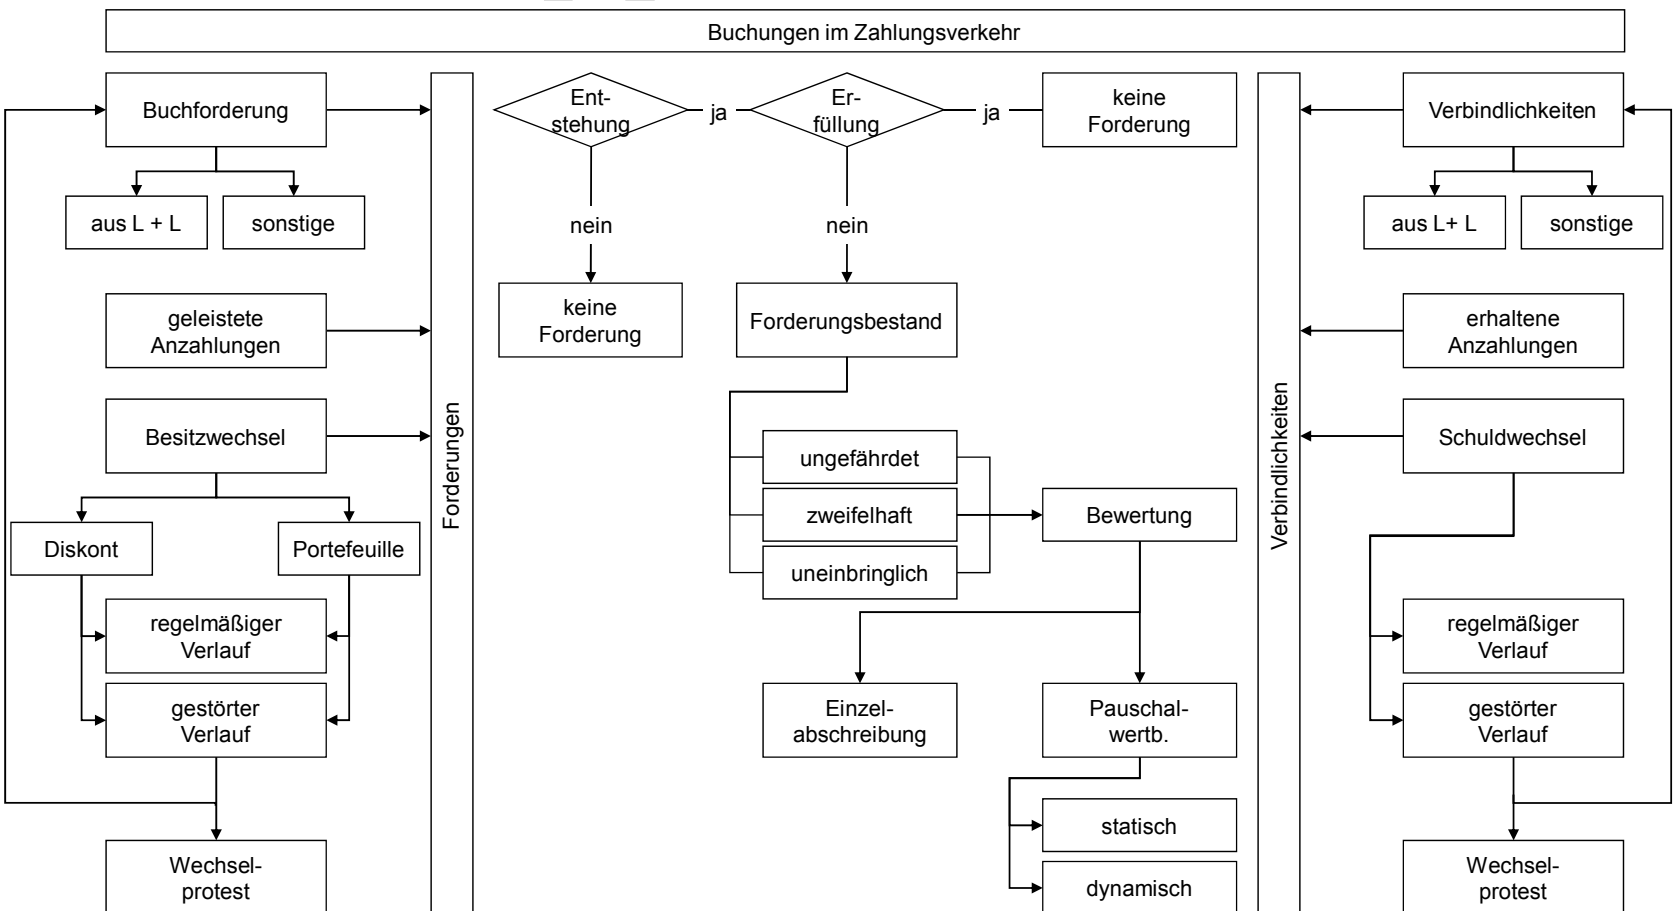 Buchungen im Zahlungsverkehr
Buchforderung
aus L + L
sonstige
geleistete
Anzahlungen
Besitzwechsel
Diskont
Portefeuille
regelmäßiger
Verlauf
gestörter
Verlauf
Wechsel-
protest
Forderungen
Ent-
stehung
ja
Er-
füllung
ja
keine
Forderung
nein
nein
keine
Forderung
Forderungsbestand
ungefährdet
zweifelhaft
uneinbringlich
Bewertung
Einzel-
abschreibung
Pauschal-
wertb.
statisch
dynamisch
Verbindlichkeiten
Verbindlichkeiten
aus L+ L
sonstige
erhaltene
Anzahlungen
Schuldwechsel
regelmäßiger
Verlauf
gestörter
Verlauf
Wechsel-
protest